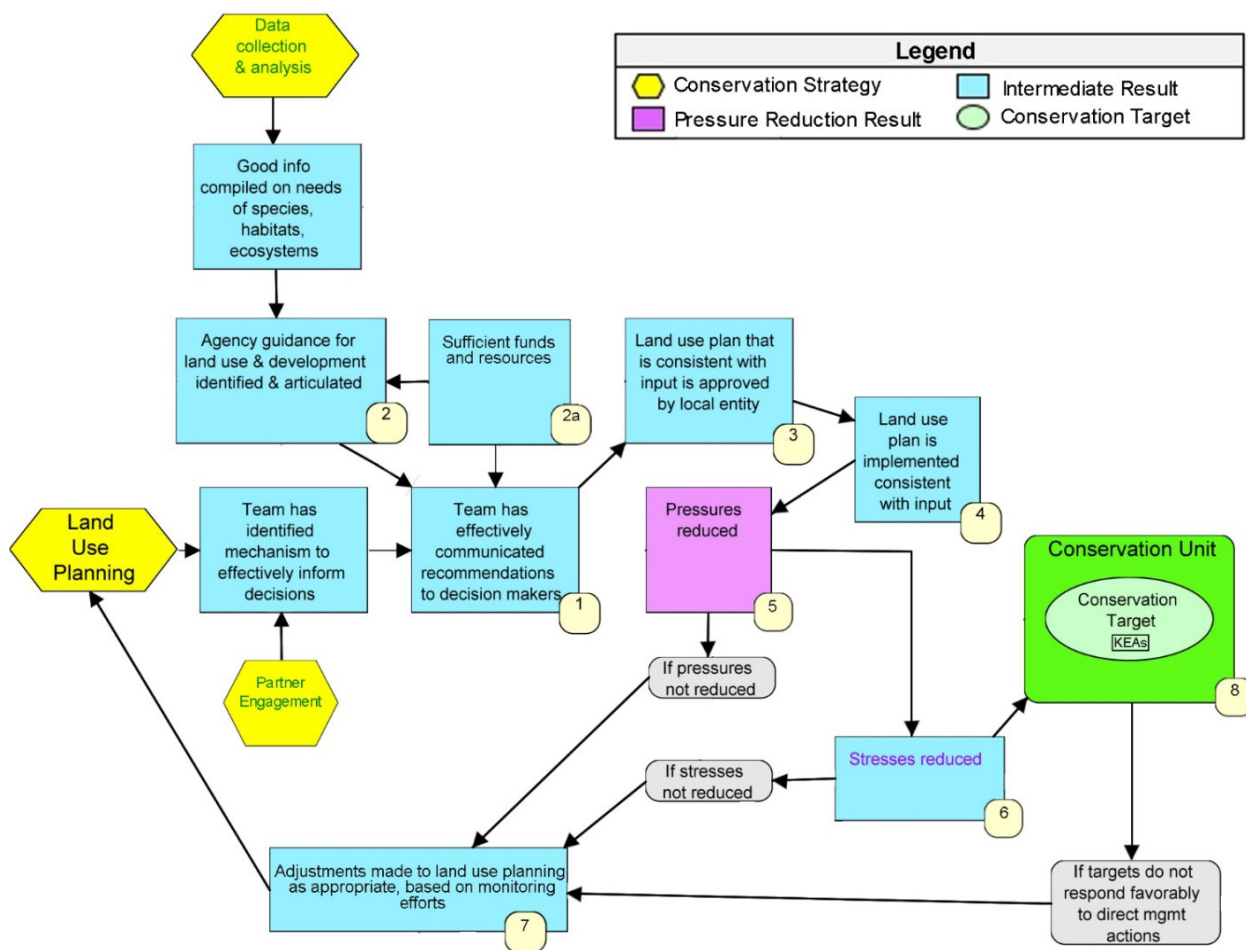 Data
collection
& analysis
Legend
Conservation Strategy
Intermediate Result
Pressure Reduction Result
Conservation Target
Good info
compiled on needs
of species,
habitats,
ecosystems
Agency guidance for
land use & development
identified & articulated
2
Sufficient funds
and resources
2a
Land use plan that
is consistent with
input is approved
by local entity
3
Land use
plan is
implemented
consistent
with input
4
Land
Use
Planning
Team has
identified
mechanism to
effectively inform
decisions
Team has
effectively
communicated
recommendations
to decision makers
1
Pressures
reduced
5
Conservation Unit
Conservation
Target
KEAs
8
Partner
Engagement
If pressures
not reduced
Stresses reduced
6
If stresses
not reduced
Adjustments made to land use planning
as appropriate, based on monitoring
efforts
7
If targets do not
respond favorably
to direct mgmt
actions